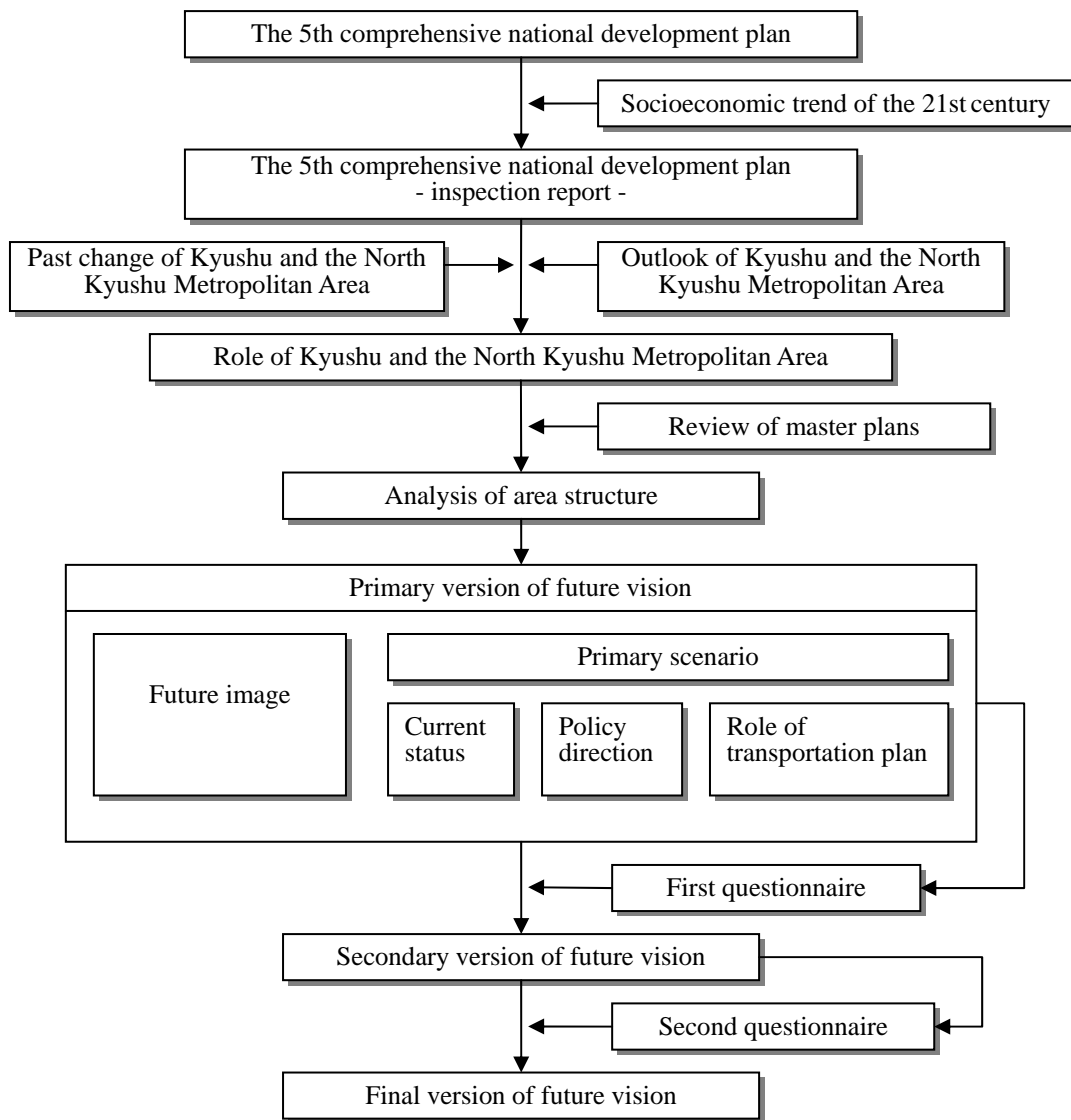 The 5th comprehensive national development plan
Socioeconomic trend of the 21st century
The 5th comprehensive national development plan
- inspection report -
Past change of Kyushu and the North
Kyushu Metropolitan Area
Outlook of Kyushu and the North
Kyushu Metropolitan Area
Role of Kyushu and the North Kyushu Metropolitan Area
Review of master plans
Analysis of area structure
Primary version of future vision
Future image
Primary scenario
Current
status
Policy
direction
Role of
transportation plan
First questionnaire
Secondary version of future vision
Second questionnaire
Final version of future vision